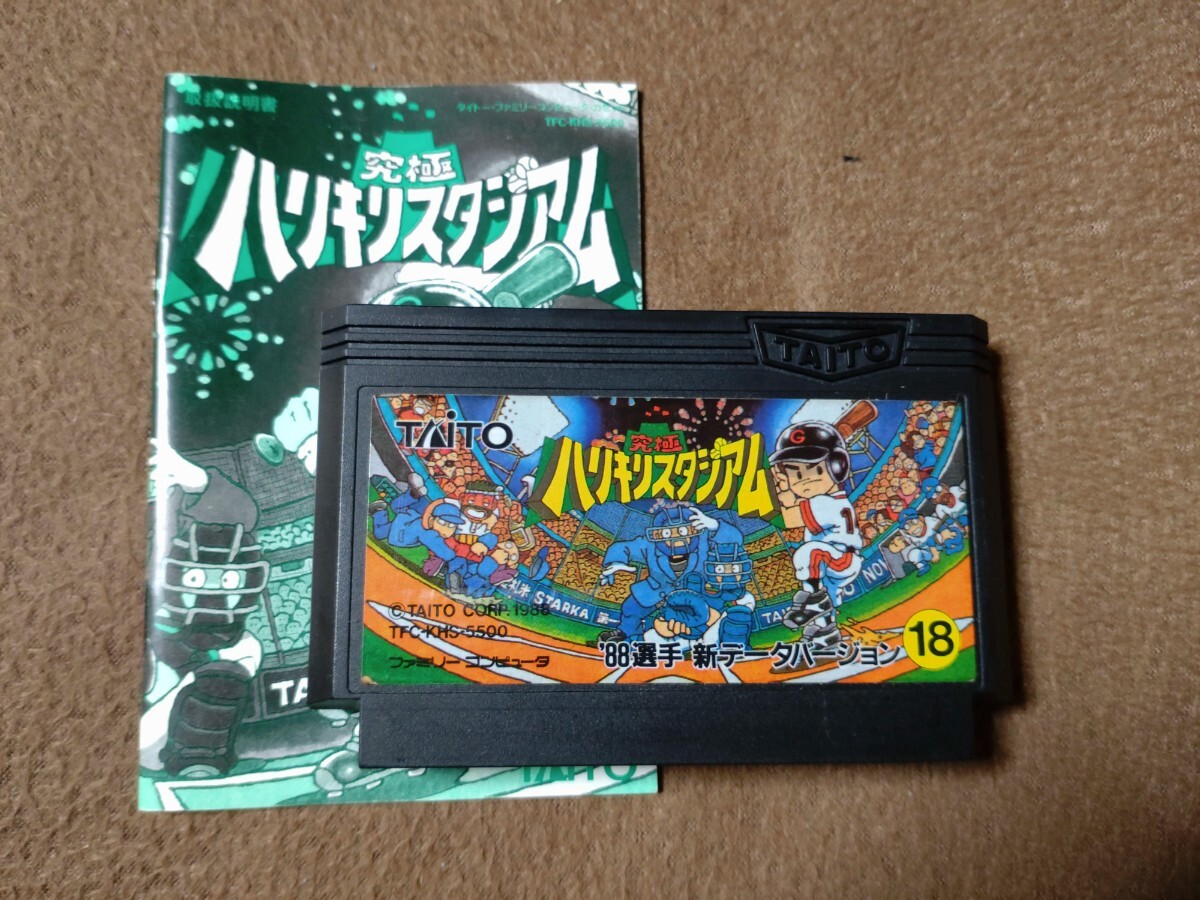 取扱説明書
タイトー・ファミリーコンピュータ
TFC-KHS-5500
究極
ハリキリスタジアム
TAITO
TAITO
TAITO
究極
ハリキリスタジアム
G
1
STARKA 第一
©TAITO CORP.1988
TFC-KHS-5500
ファミリーコンピュータ
'88選手 新データバージョン
18